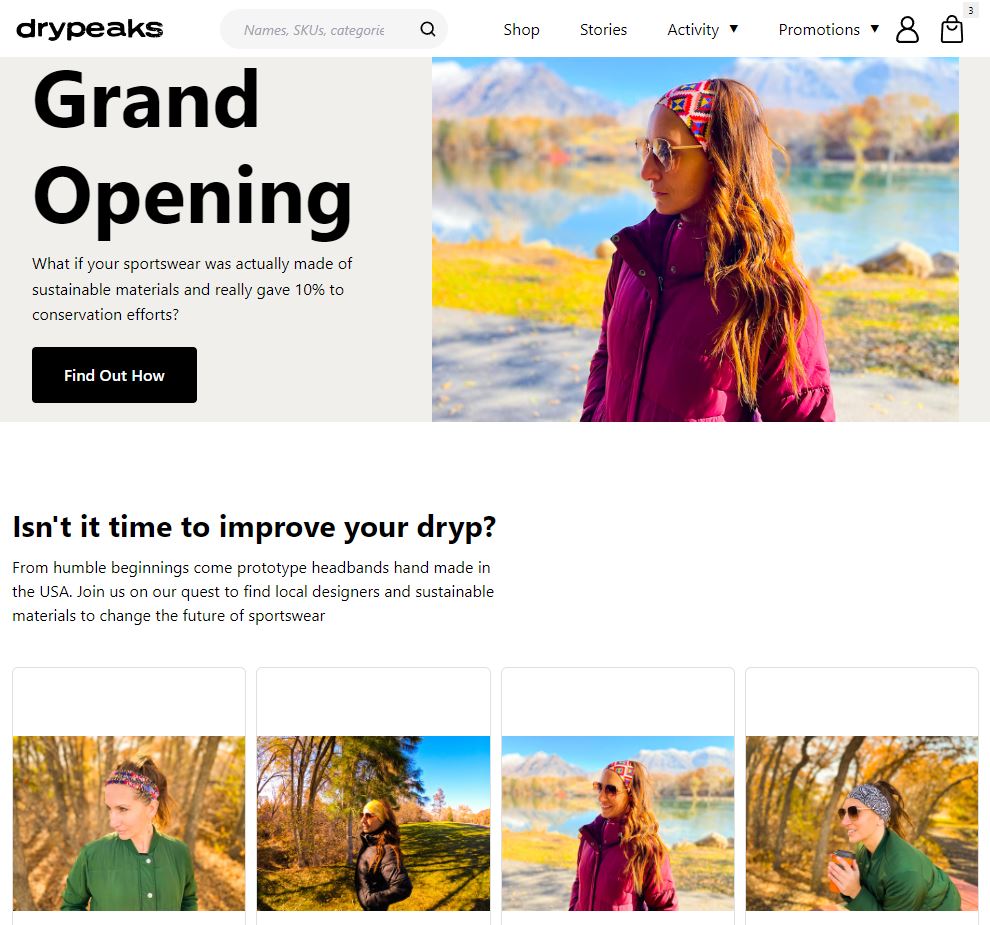 drypeaks
Names, SKUs, categorie
Shop
Stories
Activity ▼
Promotions ▼
3
Grand
Opening
What if your sportswear was actually made of
sustainable materials and really gave 10% to
conservation efforts?
Find Out How
Isn't it time to improve your dryp?
From humble beginnings come prototype headbands hand made in
the USA. Join us on our quest to find local designers and sustainable
materials to change the future of sportswear